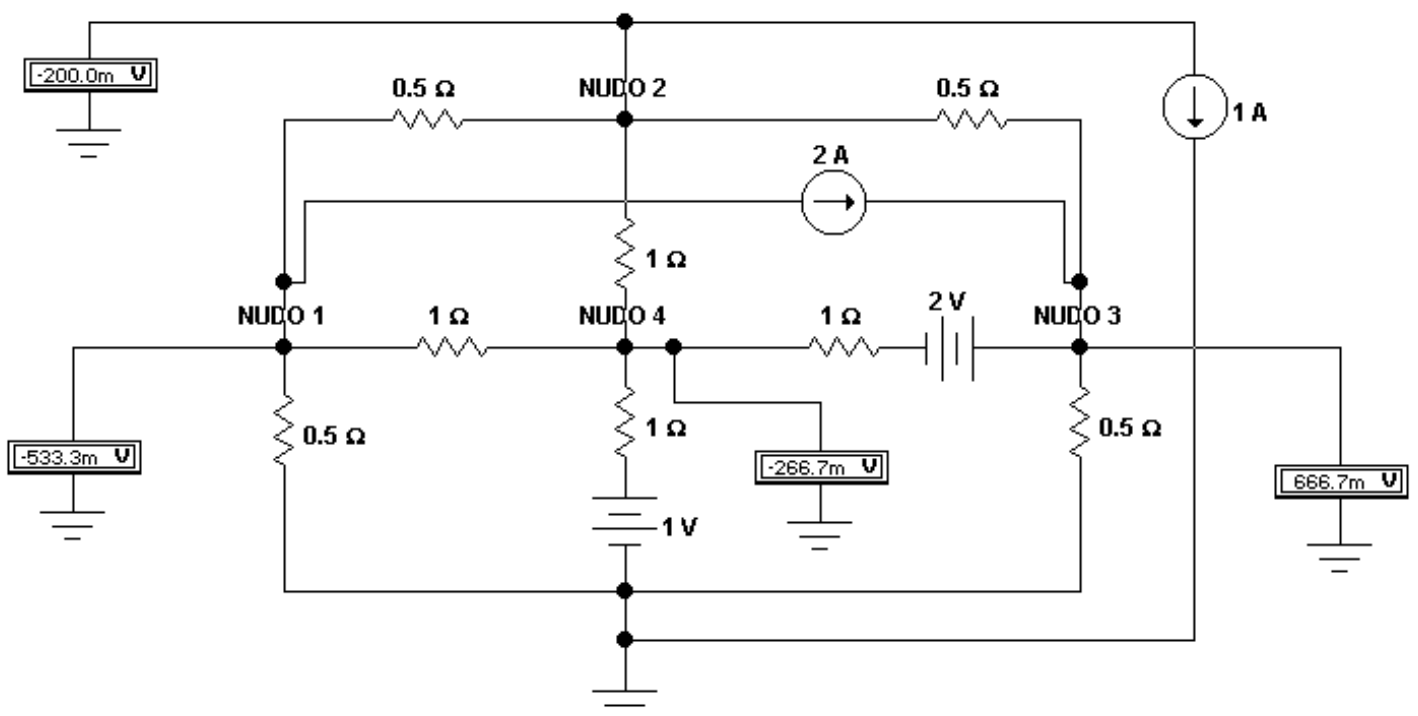 -200.0m V
0.5 Ω
NUDO 2
0.5 Ω
1 A
2 A
1 Ω
NUDO 1
1 Ω
NUDO 4
1 Ω
2 V
NUDO 3
0.5 Ω
1 Ω
0.5 Ω
-533.3m V
-266.7m V
666.7m V
1 V